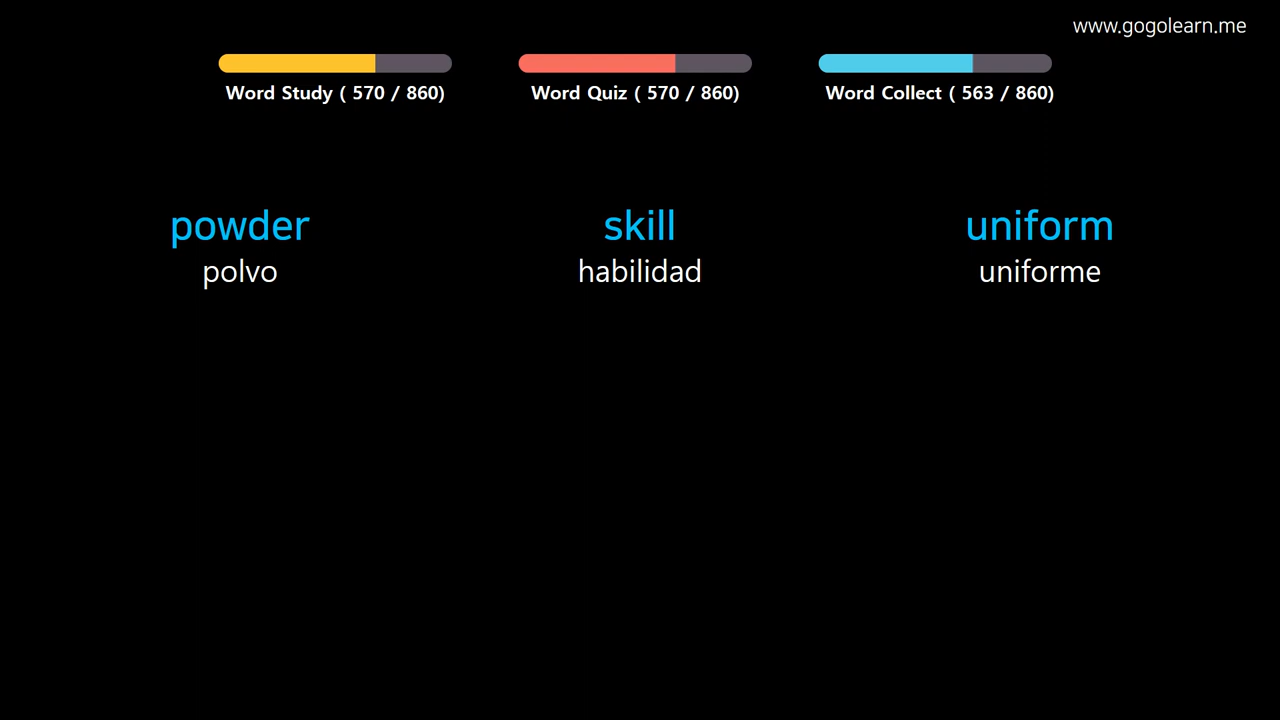 www.gogolearn.me
Word Study ( 570 / 860)
Word Quiz ( 570 / 860)
Word Collect ( 563 / 860)
powder
polvo
skill
habilidad
uniform
uniforme